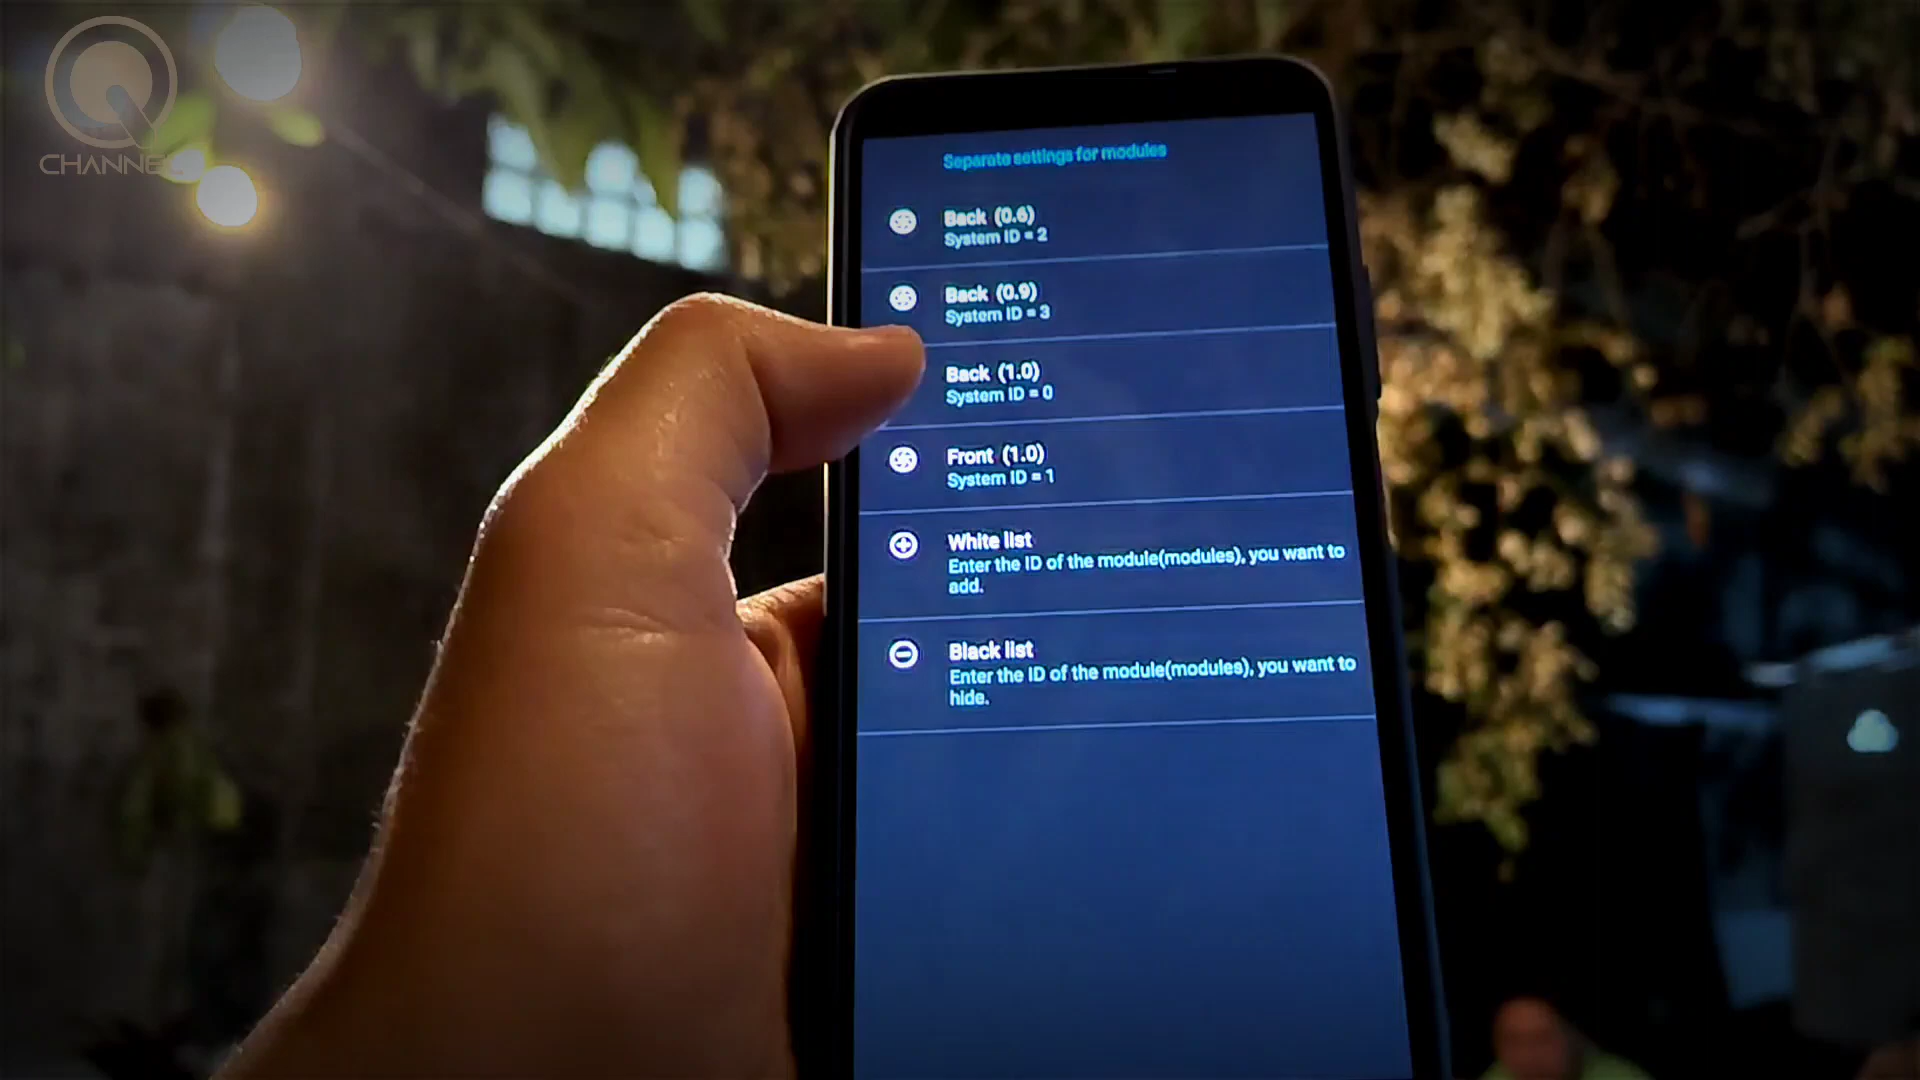 CHANNEL
Separate settings for modules
Back (0.6)
System ID = 2
Back (0.9)
System ID = 3
Back (1.0)
System ID = 0
Front (1.0)
System ID = 1
White list
Enter the ID of the module(modules), you want to
add.
Black list
Enter the ID of the module(modules), you want to
hide.